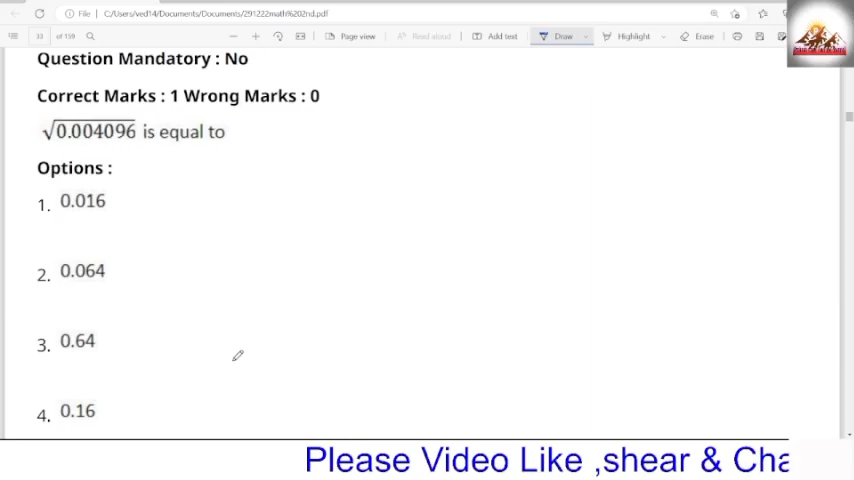 File | C:/Users/ved14/Documents/Documents/291222math%202nd.pdf
33 of 159 Page view Read aloud Add text Draw Highlight Erase
Question Mandatory : No
Correct Marks : 1 Wrong Marks : 0
√0.004096 is equal to
Options :
1. 0.016
2. 0.064
3. 0.64
4. 0.16
Please Video Like ,shear & Cha